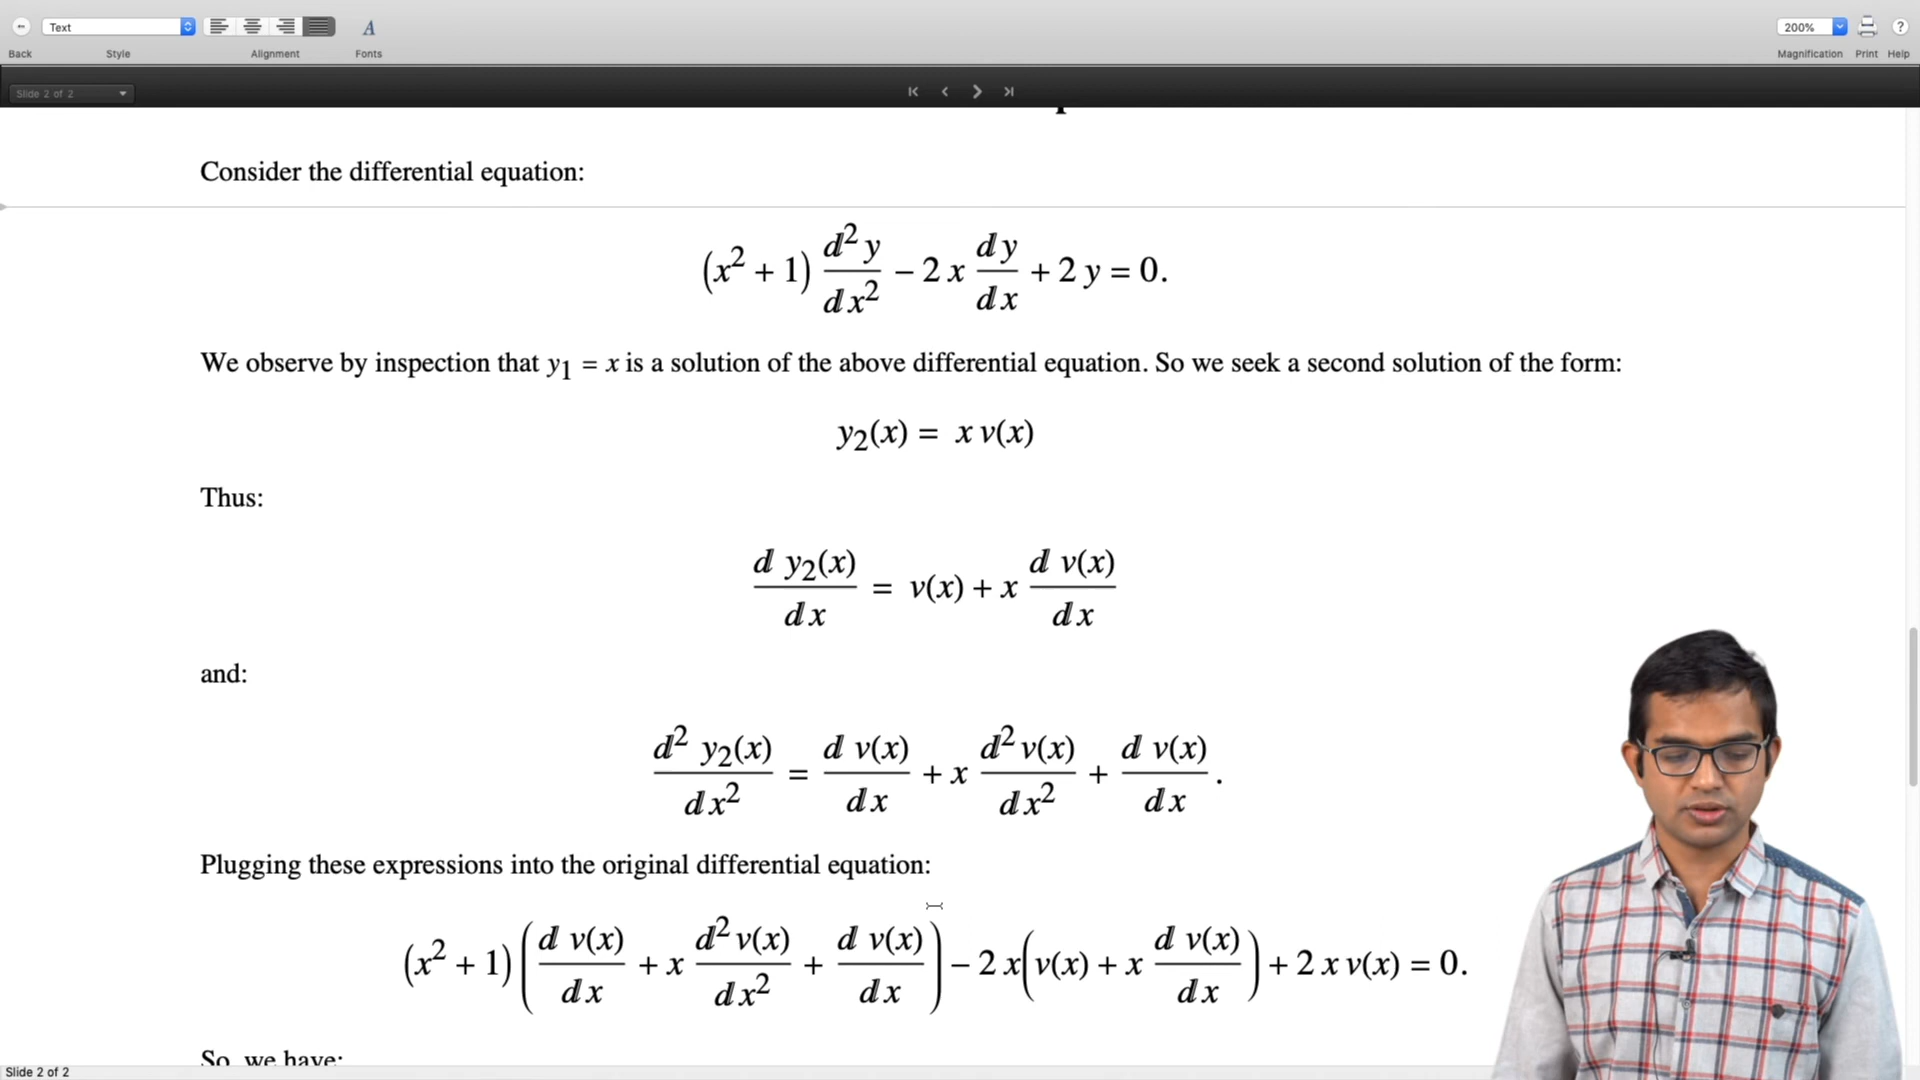 Text
200%
Back Style Alignment Fonts Magnification Print Help
Slide 2 of 2
Consider the differential equation:
(x² + 1) d²y/dx² − 2 x dy/dx + 2 y = 0.
We observe by inspection that y₁ = x is a solution of the above differential equation. So we seek a second solution of the form:
y₂(x) = x v(x)
Thus:
d y₂(x)/dx = v(x) + x d v(x)/dx
and:
d² y₂(x)/dx² = d v(x)/dx + x d² v(x)/dx² + d v(x)/dx .
Plugging these expressions into the original differential equation:
(x² + 1) ( d v(x)/dx + x d² v(x)/dx² + d v(x)/dx ) − 2 x( v(x) + x d v(x)/dx ) + 2 x v(x) = 0.
So, we have:
Slide 2 of 2